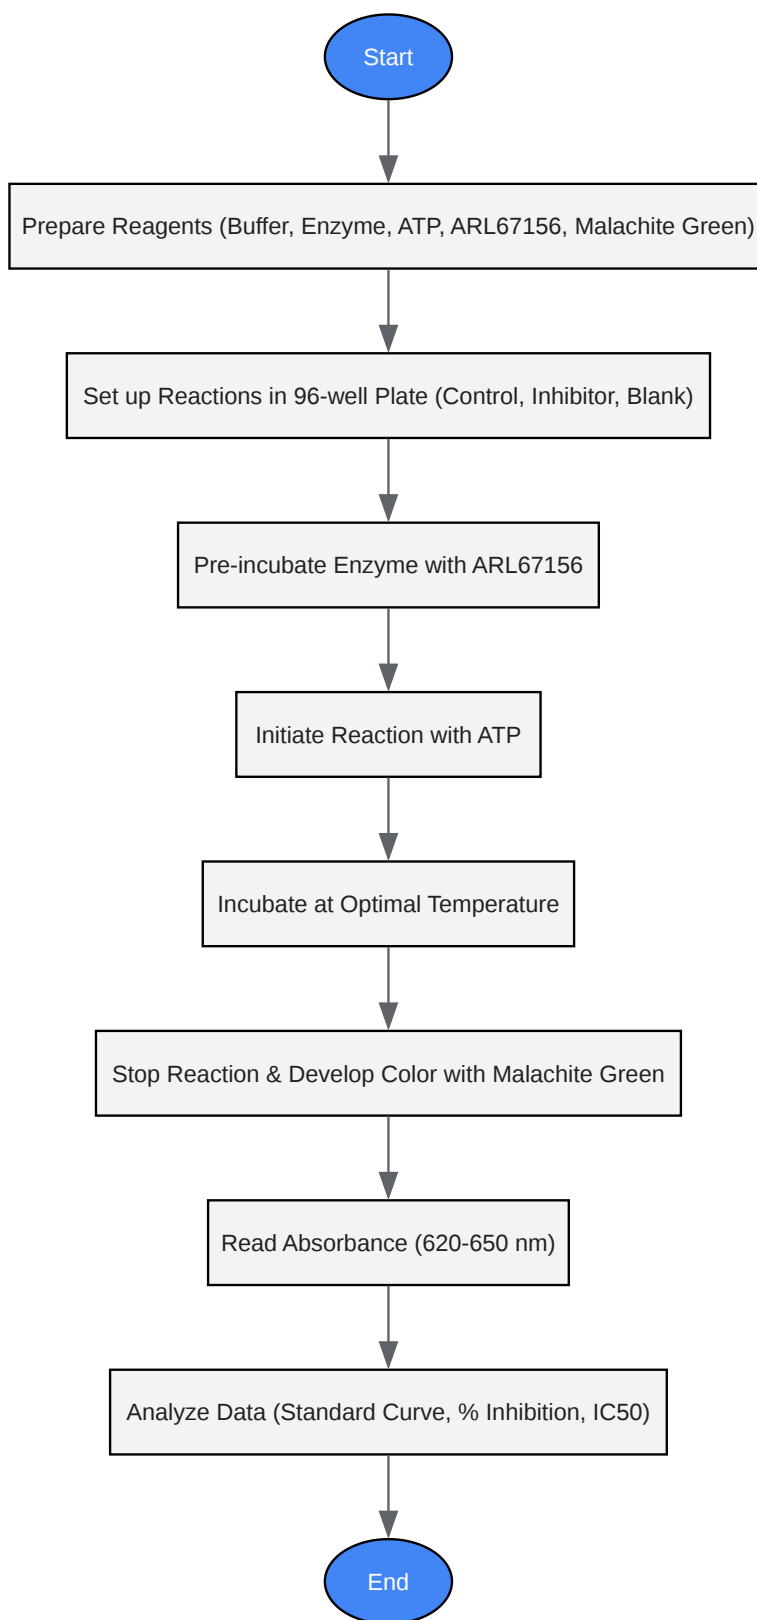 Start
Prepare Reagents (Buffer, Enzyme, ATP, ARL67156, Malachite Green)
Set up Reactions in 96-well Plate (Control, Inhibitor, Blank)
Pre-incubate Enzyme with ARL67156
Initiate Reaction with ATP
Incubate at Optimal Temperature
Stop Reaction & Develop Color with Malachite Green
Read Absorbance (620-650 nm)
Analyze Data (Standard Curve, % Inhibition, IC50)
End